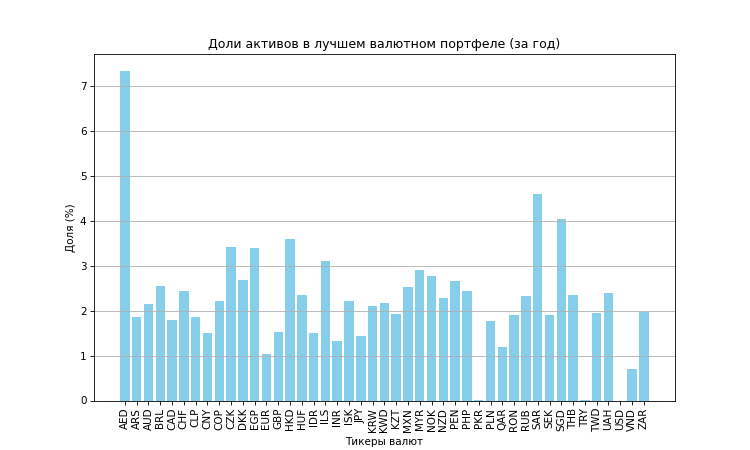 Доли активов в лучшем валютном портфеле (за год)
Доля (%)
7
6
5
4
3
2
1
0
AED ARS AUD BRL CAD CHF CLP CNY COP CZK DKK EGP EUR GBP HKD HUF IDR ILS INR ISK JPY KRW KWD KZT MXN MYR NOK NZD PEN PHP PKR PLN QAR RON RUB SAR SEK SGD THB TRY TWD UAH USD VND ZAR
Тикеры валют